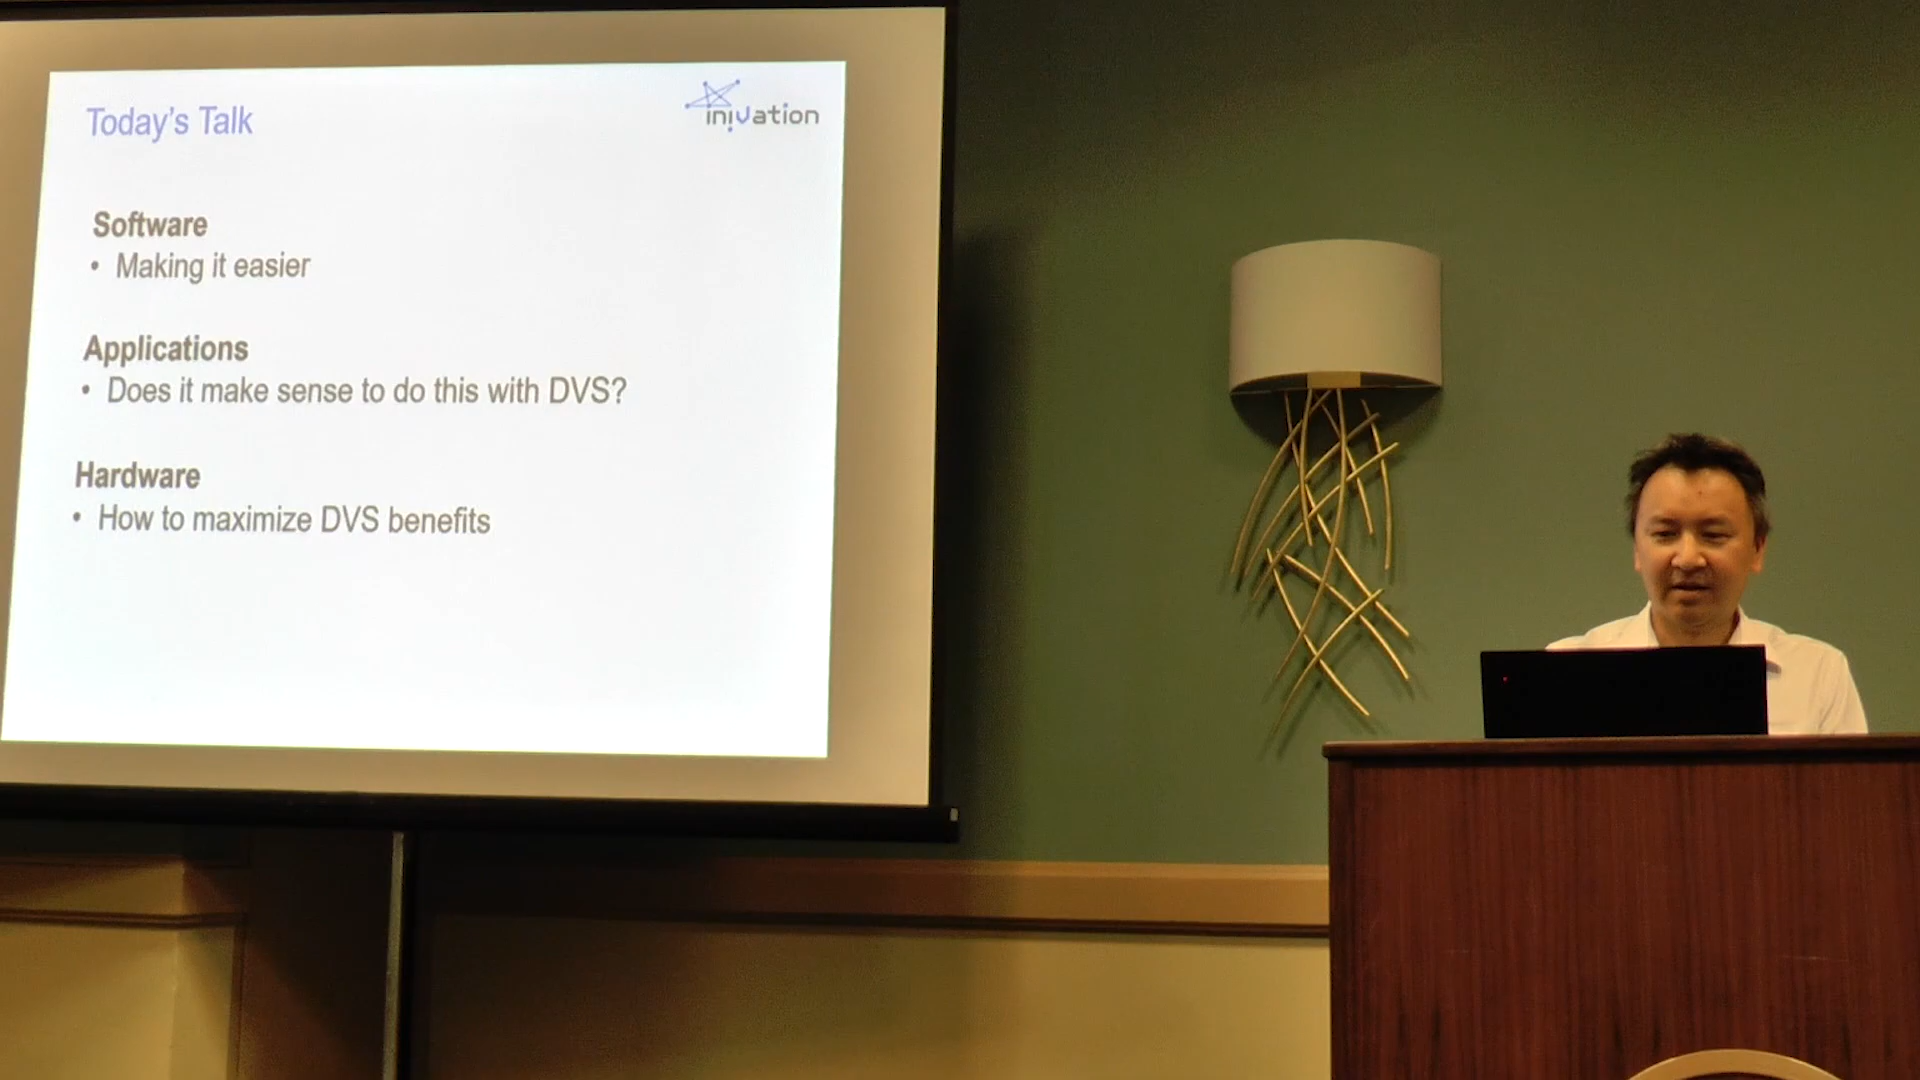 Today's Talk
inivation
Software
• Making it easier
Applications
• Does it make sense to do this with DVS?
Hardware
• How to maximize DVS benefits